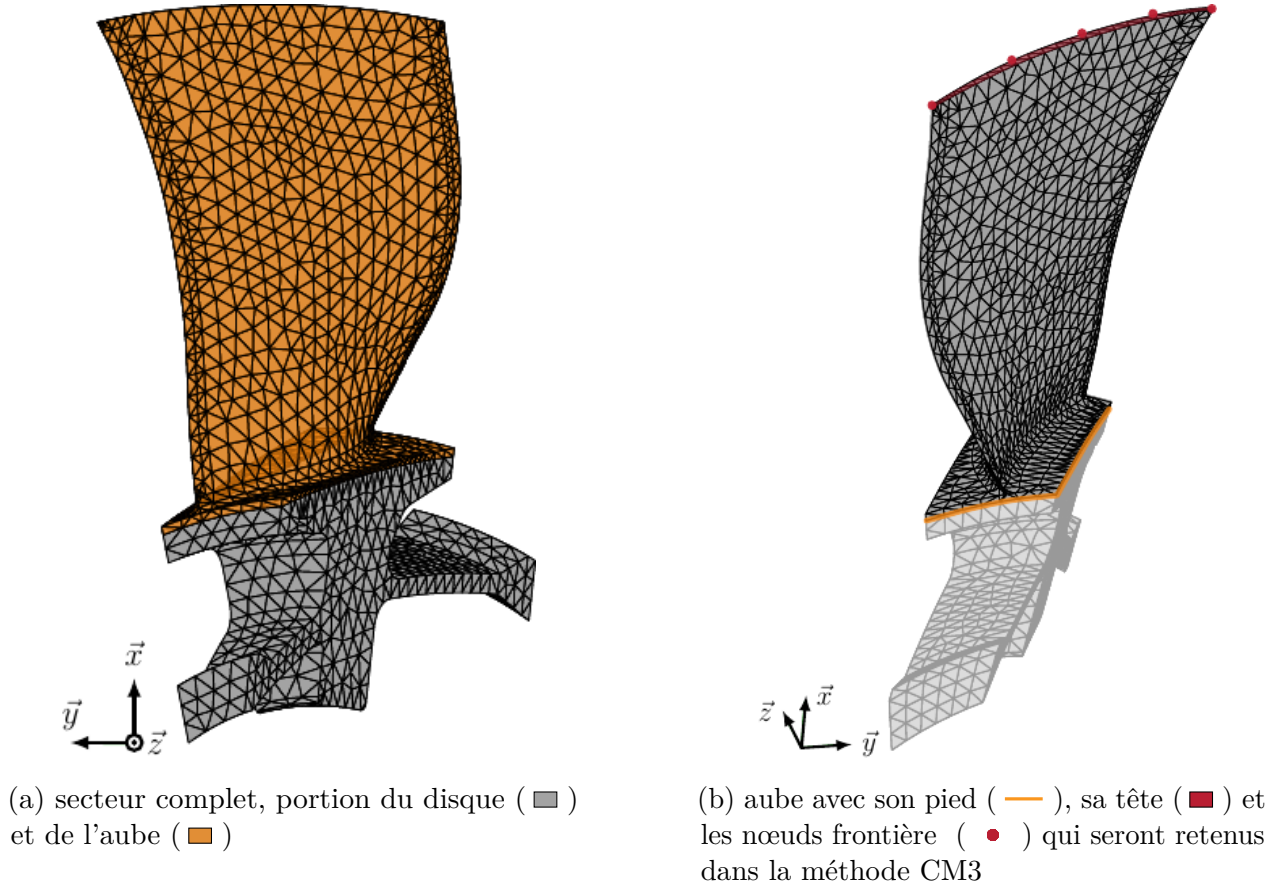 x⃗
y⃗
z⃗
z⃗
x⃗
y⃗
(a) secteur complet, portion du disque ( )
et de l'aube ( )
(b) aube avec son pied ( ), sa tête ( ) et
les nœuds frontière ( ) qui seront retenus
dans la méthode CM3